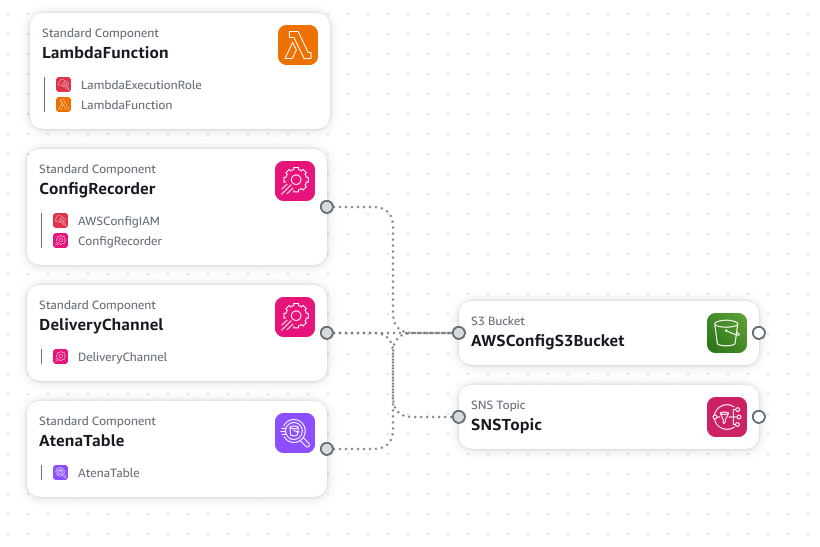 Standard Component
LambdaFunction
LambdaExecutionRole
LambdaFunction
Standard Component
ConfigRecorder
AWSConfigIAM
ConfigRecorder
Standard Component
DeliveryChannel
DeliveryChannel
Standard Component
AtenaTable
AtenaTable
S3 Bucket
AWSConfigS3Bucket
SNS Topic
SNSTopic